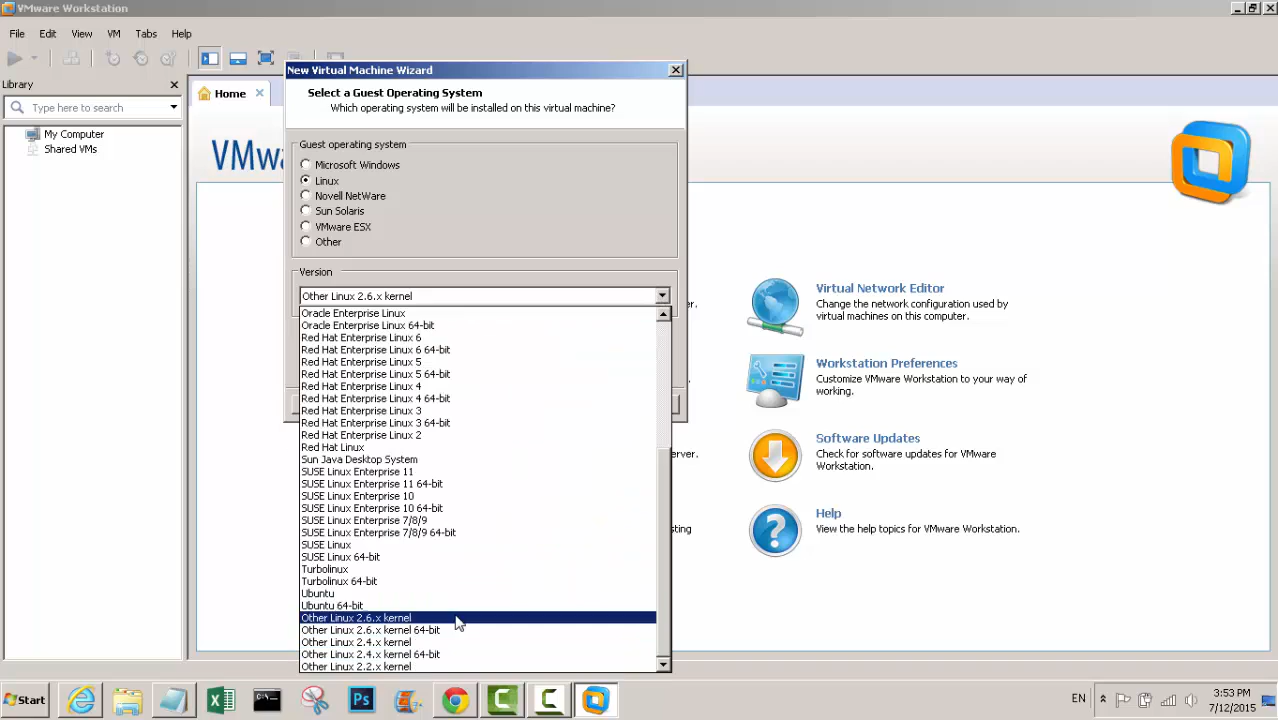 VMware Workstation
File Edit View VM Tabs Help
Library
Type here to search
My Computer
Shared VMs
Home
VMwa
New Virtual Machine Wizard
Select a Guest Operating System
Which operating system will be installed on this virtual machine?
Guest operating system
Microsoft Windows
Linux
Novell NetWare
Sun Solaris
VMware ESX
Other
Version
Other Linux 2.6.x kernel
Oracle Enterprise Linux
Oracle Enterprise Linux 64-bit
Red Hat Enterprise Linux 6
Red Hat Enterprise Linux 6 64-bit
Red Hat Enterprise Linux 5
Red Hat Enterprise Linux 5 64-bit
Red Hat Enterprise Linux 4
Red Hat Enterprise Linux 4 64-bit
Red Hat Enterprise Linux 3
Red Hat Enterprise Linux 3 64-bit
Red Hat Enterprise Linux 2
Red Hat Linux
Sun Java Desktop System
SUSE Linux Enterprise 11
SUSE Linux Enterprise 11 64-bit
SUSE Linux Enterprise 10
SUSE Linux Enterprise 10 64-bit
SUSE Linux Enterprise 7/8/9
SUSE Linux Enterprise 7/8/9 64-bit
SUSE Linux
SUSE Linux 64-bit
Turbolinux
Turbolinux 64-bit
Ubuntu
Ubuntu 64-bit
Other Linux 2.6.x kernel
Other Linux 2.6.x kernel 64-bit
Other Linux 2.4.x kernel
Other Linux 2.4.x kernel 64-bit
Other Linux 2.2.x kernel
r.
erver.
sting
Virtual Network Editor
Change the network configuration used by
virtual machines on this computer.
Workstation Preferences
Customize VMware Workstation to your way of
working.
Software Updates
Check for software updates for VMware
Workstation.
Help
View the help topics for VMware Workstation.
Start
Ps
EN
3:53 PM
7/12/2015